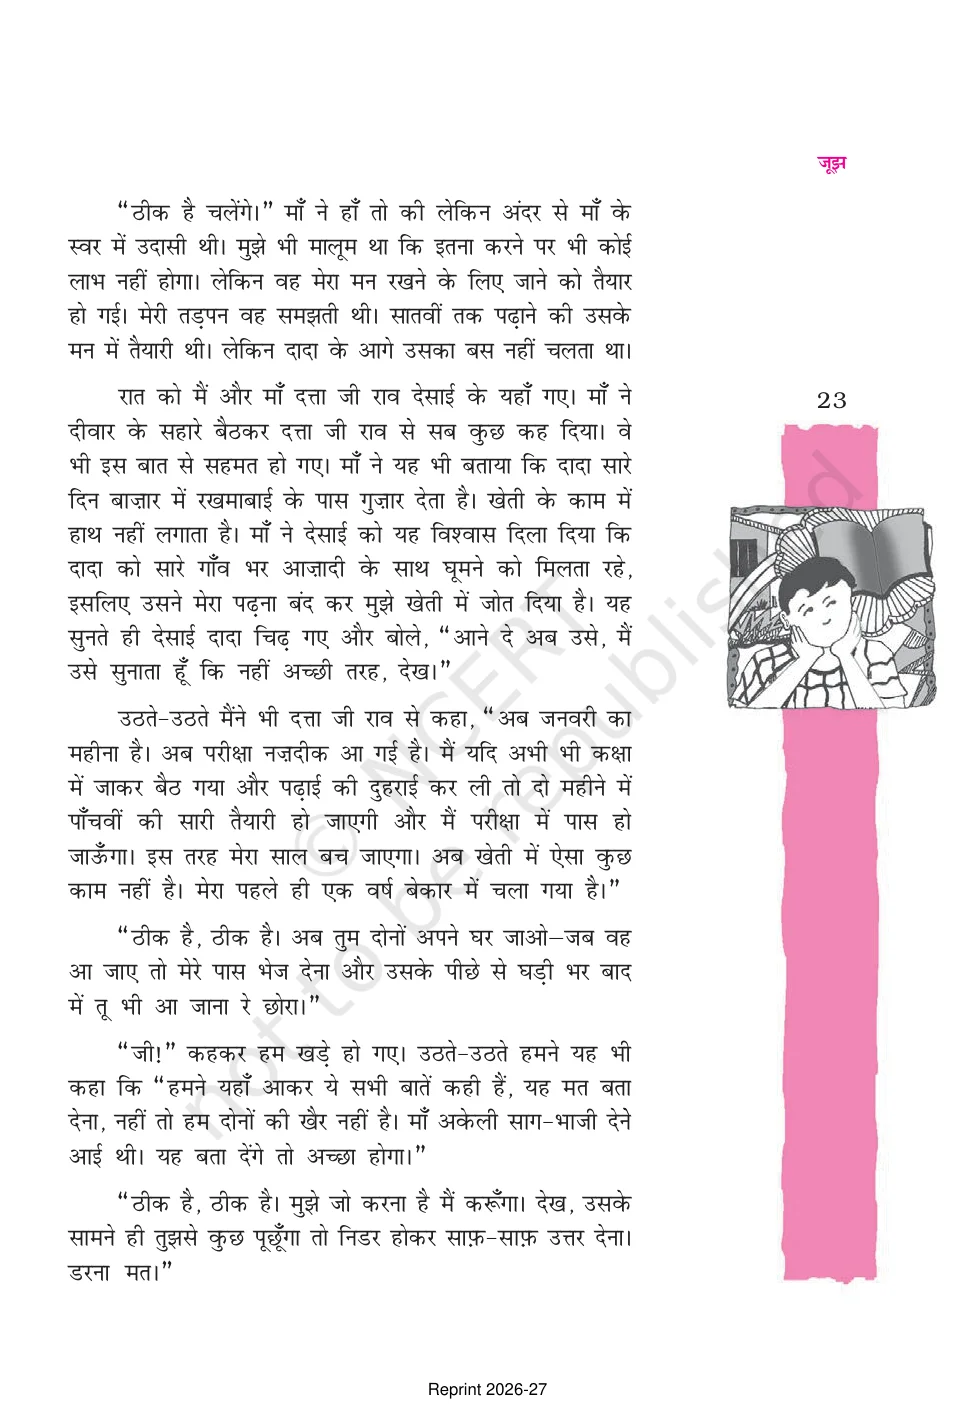 जूझ
“ठीक है चलेंगे।” माँ ने हाँ तो की लेकिन अंदर से माँ के
स्वर में उदासी थी। मुझे भी मालूम था कि इतना करने पर भी कोई
लाभ नहीं होगा। लेकिन वह मेरा मन रखने के लिए जाने को तैयार
हो गई। मेरी तड़पन वह समझती थी। सातवीं तक पढ़ाने की उसके
मन में तैयारी थी। लेकिन दादा के आगे उसका बस नहीं चलता था।
रात को मैं और माँ दत्ता जी राव देसाई के यहाँ गए। माँ ने
दीवार के सहारे बैठकर दत्ता जी राव से सब कुछ कह दिया। वे
भी इस बात से सहमत हो गए। माँ ने यह भी बताया कि दादा सारे
दिन बाज़ार में रखमाबाई के पास गुज़ार देता है। खेती के काम में
हाथ नहीं लगाता है। माँ ने देसाई को यह विश्वास दिला दिया कि
दादा को सारे गाँव भर आज़ादी के साथ घूमने को मिलता रहे,
इसलिए उसने मेरा पढ़ना बंद कर मुझे खेती में जोत दिया है। यह
सुनते ही देसाई दादा चिढ़ गए और बोले, “आने दे अब उसे, मैं
उसे सुनाता हूँ कि नहीं अच्छी तरह, देख।”
उठते-उठते मैंने भी दत्ता जी राव से कहा, “अब जनवरी का
महीना है। अब परीक्षा नज़दीक आ गई है। मैं यदि अभी भी कक्षा
में जाकर बैठ गया और पढ़ाई की दुहराई कर ली तो दो महीने में
पाँचवीं की सारी तैयारी हो जाएगी और मैं परीक्षा में पास हो
जाऊँगा। इस तरह मेरा साल बच जाएगा। अब खेती में ऐसा कुछ
काम नहीं है। मेरा पहले ही एक वर्ष बेकार में चला गया है।”
“ठीक है, ठीक है। अब तुम दोनों अपने घर जाओ–जब वह
आ जाए तो मेरे पास भेज देना और उसके पीछे से घड़ी भर बाद
में तू भी आ जाना रे छोरा।”
“जी!” कहकर हम खड़े हो गए। उठते-उठते हमने यह भी
कहा कि “हमने यहाँ आकर ये सभी बातें कही हैं, यह मत बता
देना, नहीं तो हम दोनों की खैर नहीं है। माँ अकेली साग-भाजी देने
आई थी। यह बता देंगे तो अच्छा होगा।”
“ठीक है, ठीक है। मुझे जो करना है मैं करूँगा। देख, उसके
सामने ही तुझसे कुछ पूछूँगा तो निडर होकर साफ़-साफ़ उत्तर देना।
डरना मत।”
23
© NCERT
not to be republished
Reprint 2026-27